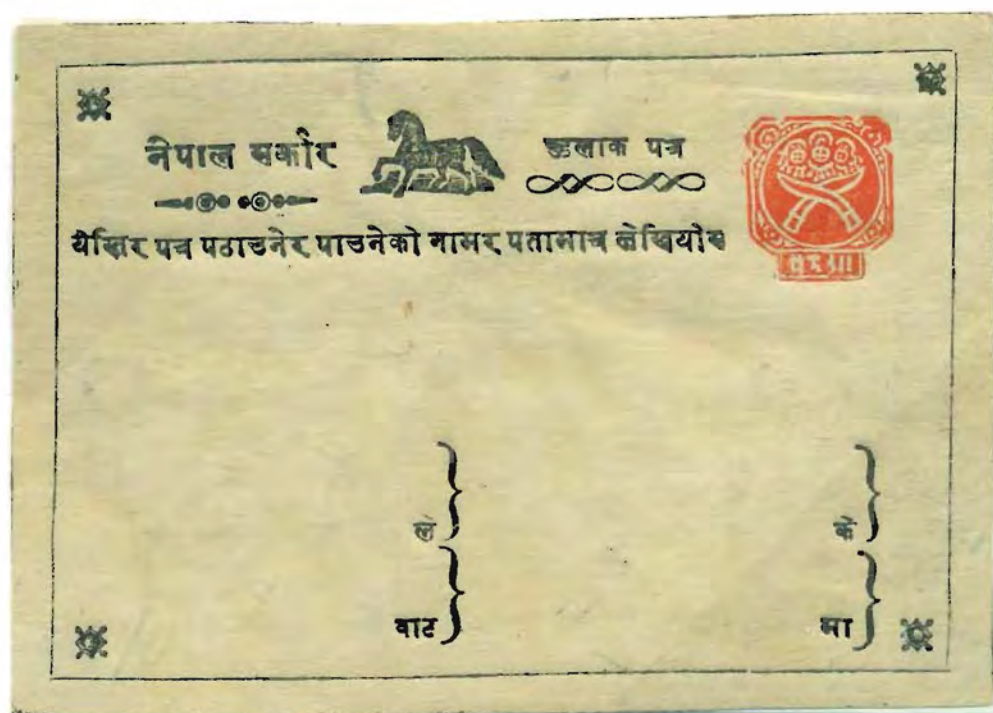 नेपाल सर्कार
हुलाक पत्र
येस्तिर पत्र पठाउनेर पाउनेको नामर पतामात्र लेखियोस
ले
बाट
के
मा